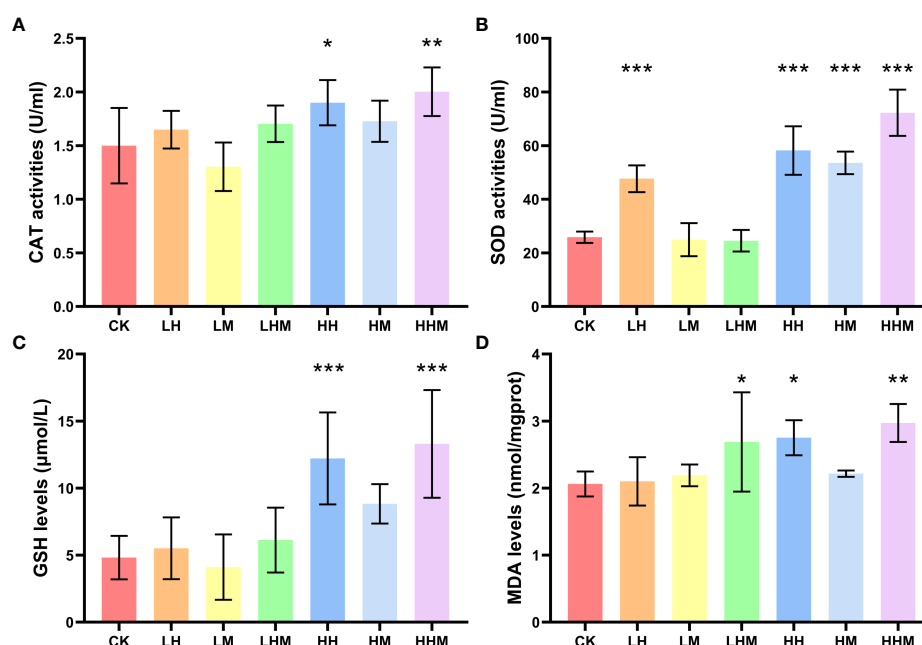 A
CAT activities (U/ml)
2.5
2.0
1.5
1.0
0.5
0.0
* **
CK LH LM LHM HH HM HHM
B
SOD activities (U/ml)
100
80
60
40
20
0
*** *** *** ***
CK LH LM LHM HH HM HHM
C
GSH levels (μmol/L)
20
15
10
5
0
*** ***
CK LH LM LHM HH HM HHM
D
MDA levels (nmol/mgprot)
4
3
2
1
0
* * **
CK LH LM LHM HH HM HHM